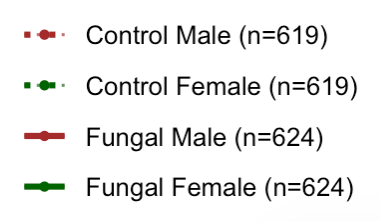 Control Male (n=619)
Control Female (n=619)
Fungal Male (n=624)
Fungal Female (n=624)